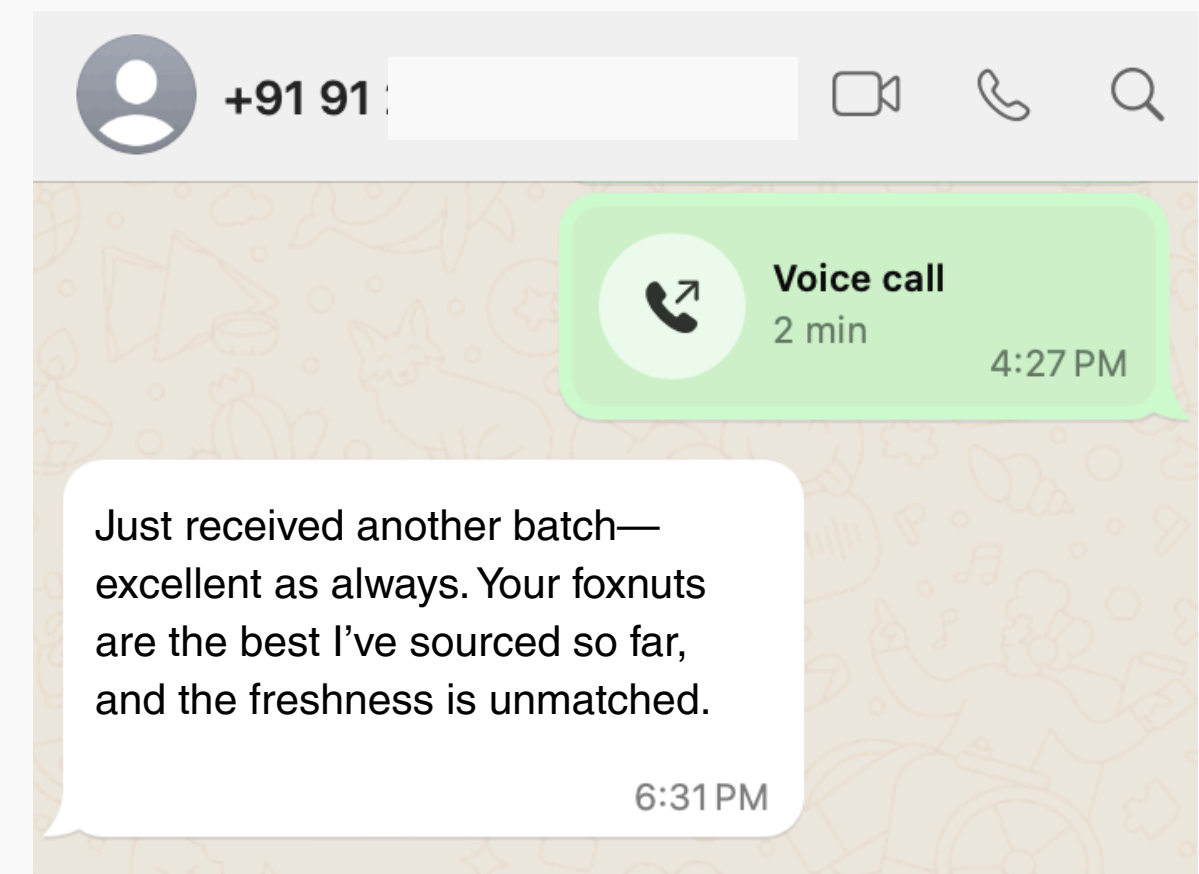 +91 91
Voice call
2 min
4:27 PM
Just received another batch—
excellent as always. Your foxnuts
are the best I’ve sourced so far,
and the freshness is unmatched.
6:31 PM